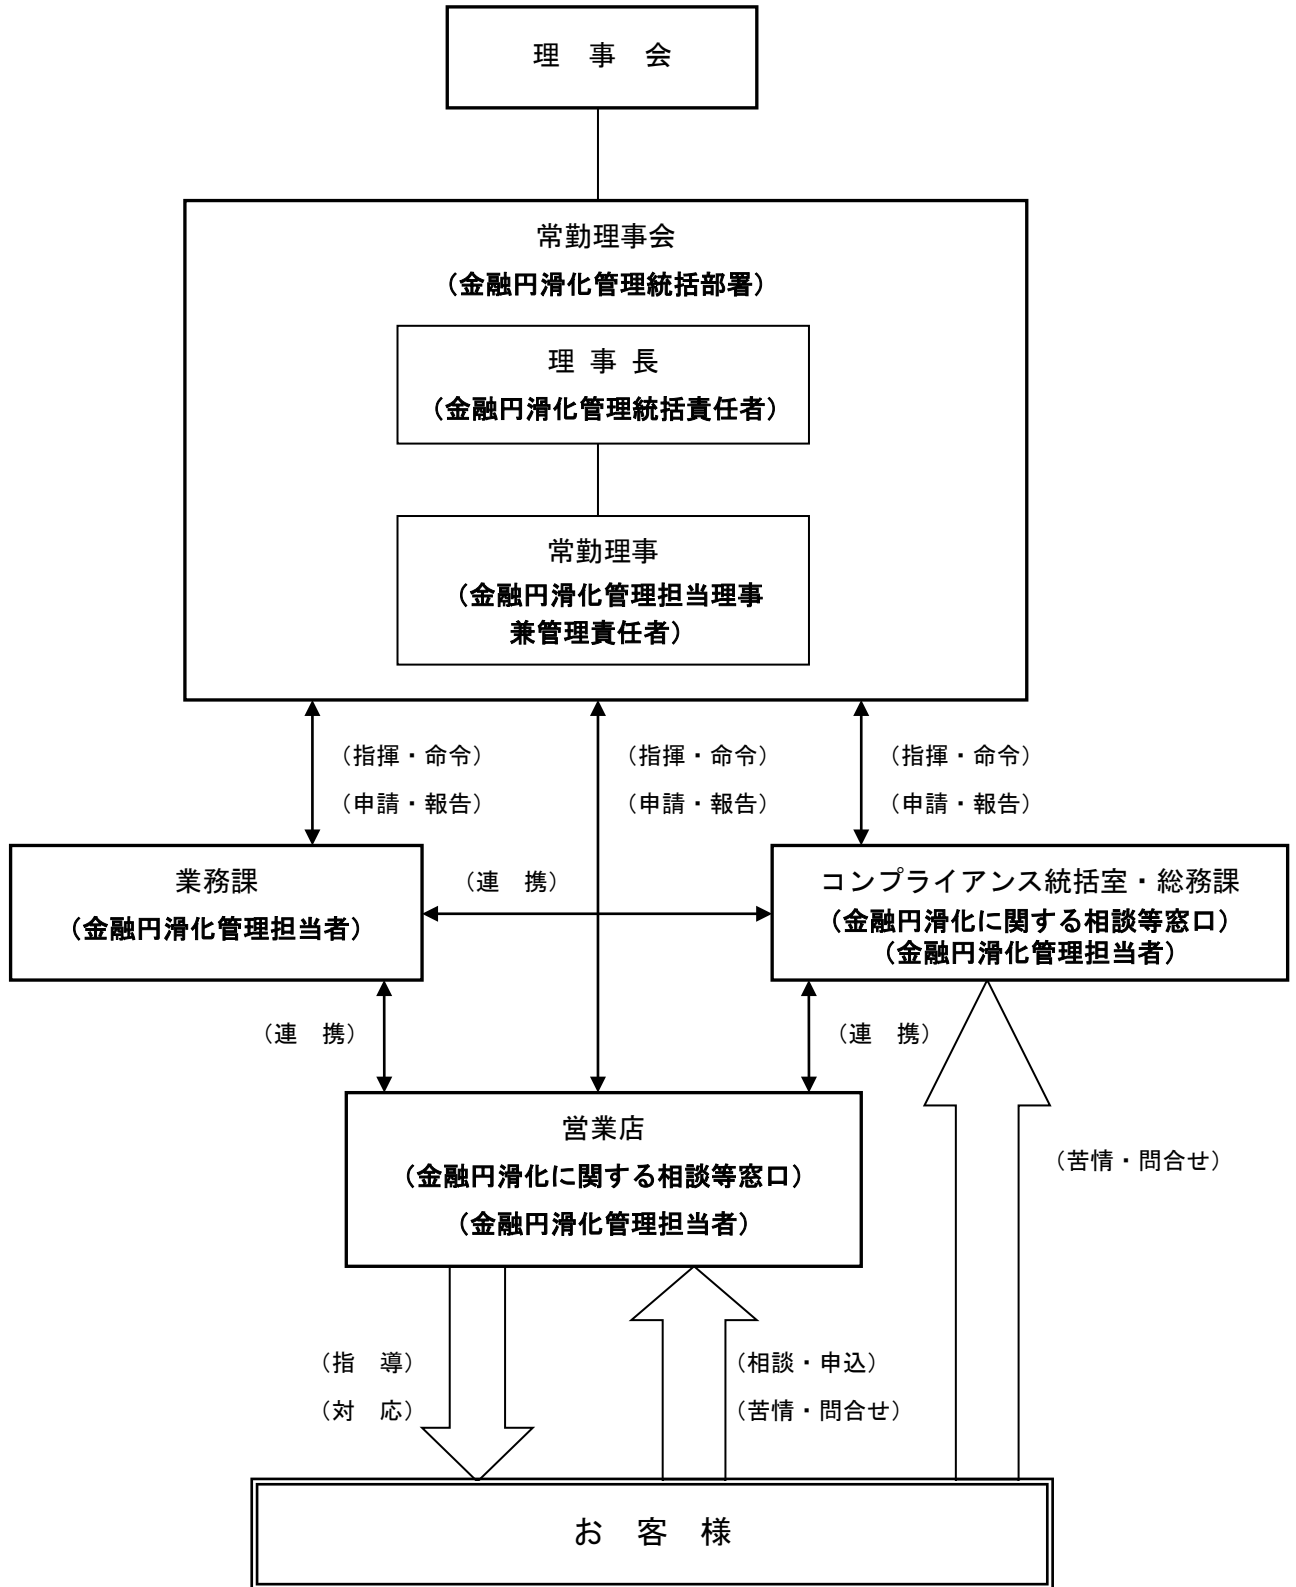 理　事　会
常勤理事会
（金融円滑化管理統括部署）
理 事 長
（金融円滑化管理統括責任者）
常勤理事
（金融円滑化管理担当理事
兼管理責任者）
（指揮・命令）
（申請・報告）
（指揮・命令）
（申請・報告）
（指揮・命令）
（申請・報告）
業務課
（金融円滑化管理担当者）
（連　携）
コンプライアンス統括室・総務課
（金融円滑化に関する相談等窓口）
（金融円滑化管理担当者）
（連　携）
（連　携）
営業店
（金融円滑化に関する相談等窓口）
（金融円滑化管理担当者）
（苦情・問合せ）
（指　導）
（対　応）
（相談・申込）
（苦情・問合せ）
お　客　様